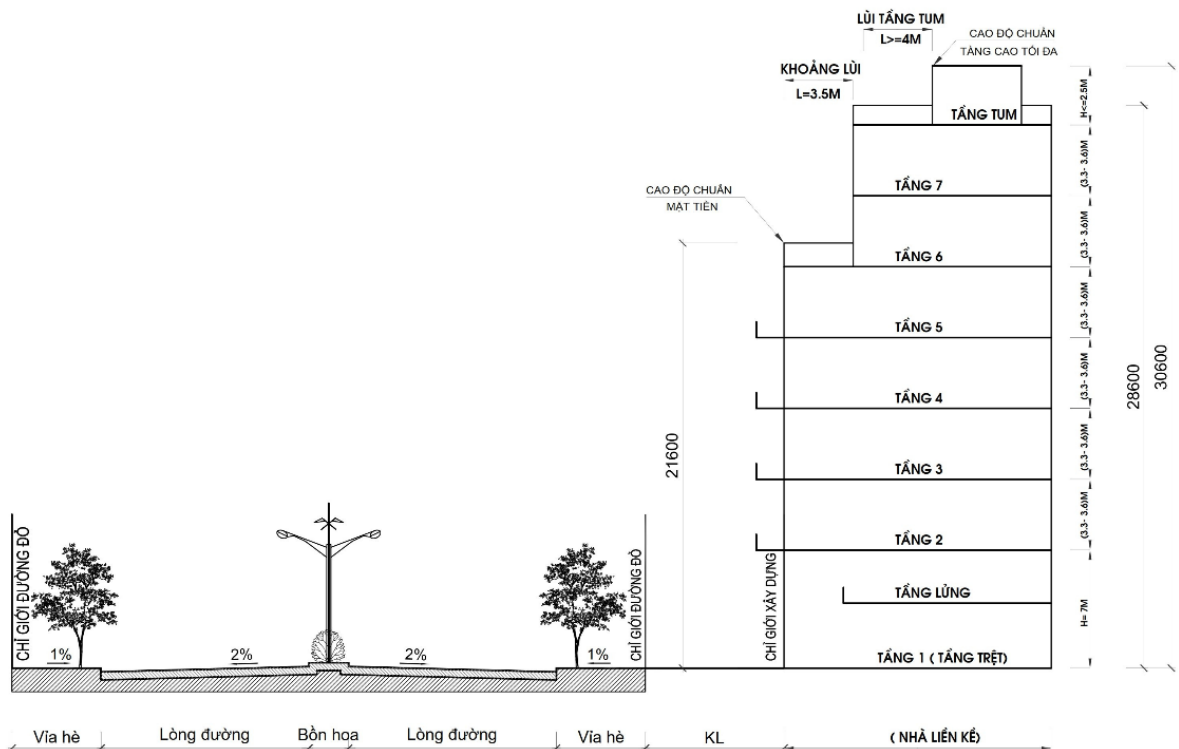 LÙI TẦNG TUM
L>=4M
CAO ĐỘ CHUẨN
TẦNG CAO TỐI ĐA
KHOẢNG LÙI
L=3.5M
H<=2.5M
TẦNG TUM
(3.3- 3.6)M
TẦNG 7
CAO ĐỘ CHUẨN
MẶT TIỀN
(3.3- 3.6)M
TẦNG 6
(3.3- 3.6)M
TẦNG 5
(3.3- 3.6)M
TẦNG 4
28600
30600
21600
(3.3- 3.6)M
TẦNG 3
(3.3- 3.6)M
TẦNG 2
CHỈ GIỚI ĐƯỜNG ĐỎ
CHỈ GIỚI ĐƯỜNG ĐỎ
CHỈ GIỚI XÂY DỰNG
TẦNG LỬNG
H= 7M
1%
2%
2%
1%
TẦNG 1 ( TẦNG TRỆT)
Vỉa hè
Lòng đường
Bồn hoa
Lòng đường
Vỉa hè
KL
( NHÀ LIỀN KỀ)